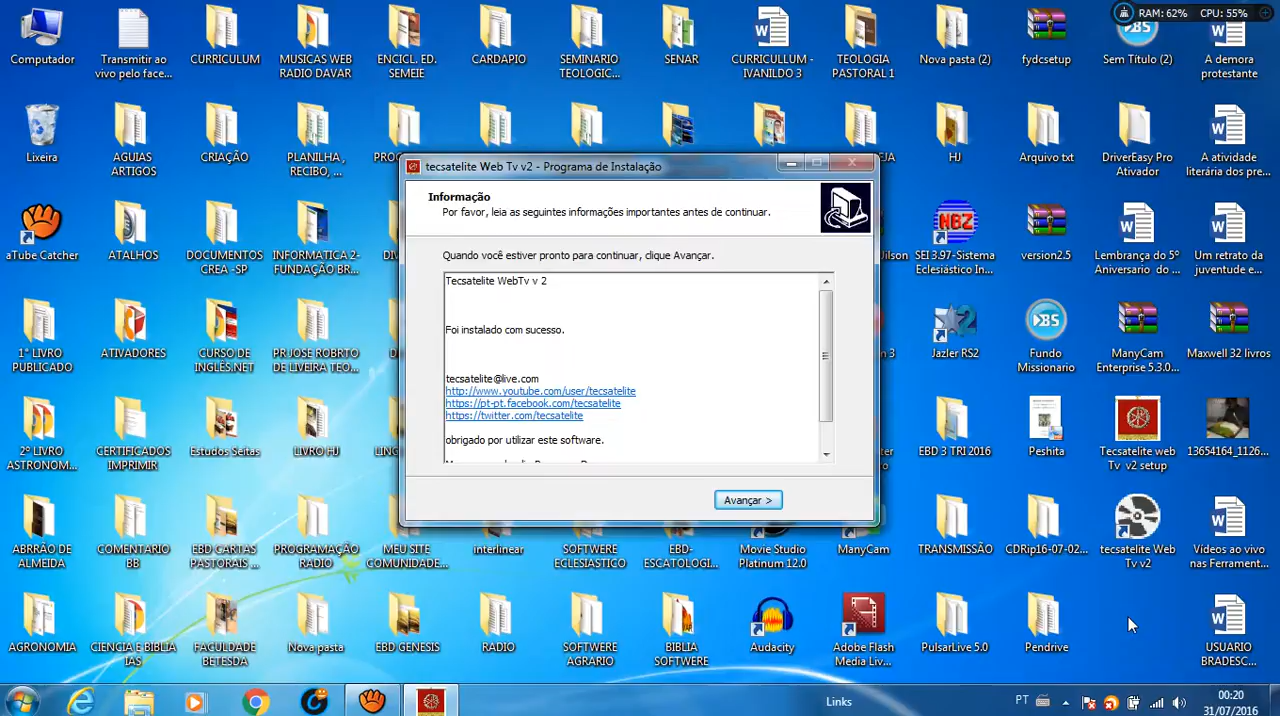 RAM: 62% CPU: 55%
Computador
Transmitir ao
vivo pelo face...
CURRICULUM
MUSICAS WEB
RADIO DAVAR
ENCICL. ED.
SEMEIE
CARDAPIO
SEMINARIO
TEOLOGIC...
SENAR
CURRICULLUM -
IVANILDO 3
TEOLOGIA
PASTORAL 1
Nova pasta (2)
fydcsetup
Sem Título (2)
A demora
protestante
Lixeira
AGUIAS
ARTIGOS
CRIAÇÃO
PLANILHA ,
RECIBO, ...
HJ
Arquivo txt
DriverEasy Pro
Ativador
A atividade
literária dos pre...
aTube Catcher
ATALHOS
DOCUMENTOS
CREA -SP
INFORMATICA 2-
FUNDAÇÃO BR...
SEI 3.97-Sistema
Eclesiástico In...
version2.5
Lembrança do 5º
Aniversario do ...
Um retrato da
juventude e...
1° LIVRO
PUBLICADO
ATIVADORES
CURSO DE
INGLES.NET
PR JOSE ROBRTO
DE LIVEIRA TEO...
Jazler RS2
Fundo
Missionario
ManyCam
Enterprise 5.3.0...
Maxwell 32 livros
2º LIVRO
ASTRONOM...
CERTIFICADOS
IMPRIMIR
Estudos Seitas
LIVRO HJ
EBD 3 TRI 2016
Peshita
Tecsatelite web
Tv v2 setup
13654164_1126...
tecsatelite Web Tv v2 - Programa de Instalação
Informação
Por favor, leia as seguintes informações importantes antes de continuar.
Quando você estiver pronto para continuar, clique Avançar.
Tecsatelite WebTv v 2
Foi instalado com sucesso.
tecsatelite@live.com
http://www.youtube.com/user/tecsatelite
https://pt-pt.facebook.com/tecsatelite
https://twitter.com/tecsatelite
obrigado por utilizar este software.
Avançar >
ABRRÃO DE
ALMEIDA
COMENTARIO
BB
EBD CARTAS
PASTORAIS ...
PROGRAMAÇÃO
RADIO
MEU SITE
COMUNIDADE...
interlinear
SOFTWERE
ECLESIASTICO
EBD-
ESCATOLOGI...
Movie Studio
Platinum 12.0
ManyCam
TRANSMISSÃO
CDRip16-07-02...
tecsatelite Web
Tv v2
Vídeos ao vivo
nas Ferrament...
AGRONOMIA
CIENCIA E BIBLIA
IAS
FACULDADE
BETESDA
Nova pasta
EBD GENESIS
RADIO
SOFTWERE
AGRARIO
BIBLIA
SOFTWERE
Audacity
Adobe Flash
Media Liv...
PulsarLive 5.0
Pendrive
USUARIO
BRADESC...
Links
PT
00:20
31/07/2016